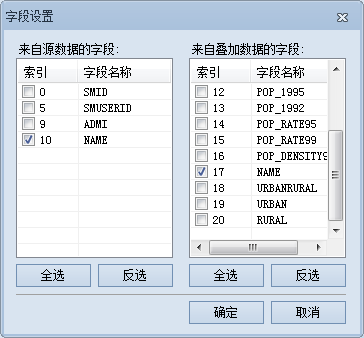 字段设置
来自源数据的字段:
索引 字段名称
0 SMID
5 SMUSERID
9 ADMI
10 NAME
全选 反选
来自叠加数据的字段:
索引 字段名称
12 POP_1995
13 POP_1992
14 POP_RATE95
15 POP_RATE99
16 POP_DENSITY9
17 NAME
18 URBANRURAL
19 URBAN
20 RURAL
全选 反选
确定 取消